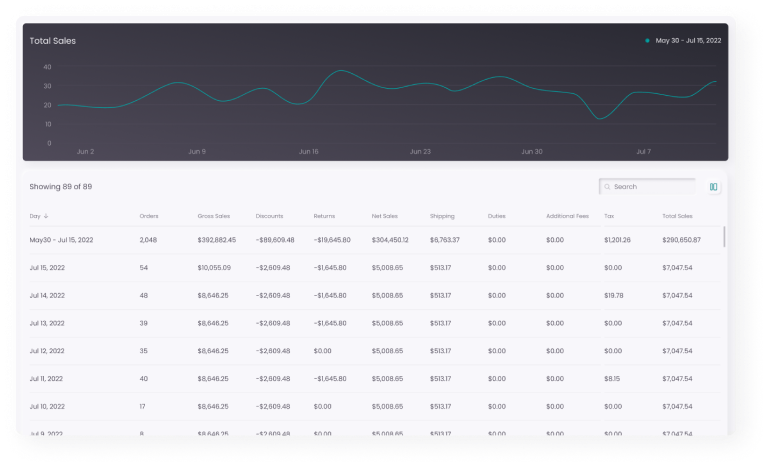 Total Sales
May 30 - Jul 15, 2022
40
30
20
10
0
Jun 2 Jun 9 Jun 16 Jun 23 Jun 30 Jul 7
Showing 89 of 89
Search
Day ↓ Orders Gross Sales Discounts Returns Net Sales Shipping Duties Additional Fees Tax Total Sales
May30 - Jul 15, 2022 2,048 $392,882.45 -$89,609.48 -$19,645.80 $304,450.12 $6,763.37 $0.00 $0.00 $1,201.26 $290,650.87
Jul 15, 2022 54 $10,055.09 -$2,609.48 -$1,645.80 $5,008.65 $513.17 $0.00 $0.00 $0.00 $7,047.54
Jul 14, 2022 48 $8,646.25 -$2,609.48 -$1,645.80 $5,008.65 $513.17 $0.00 $0.00 $19.78 $7,047.54
Jul 13, 2022 39 $8,646.25 -$2,609.48 -$1,645.80 $5,008.65 $513.17 $0.00 $0.00 $0.00 $7,047.54
Jul 12, 2022 35 $8,646.25 -$2,609.48 $0.00 $5,008.65 $513.17 $0.00 $0.00 $0.00 $7,047.54
Jul 11, 2022 40 $8,646.25 -$2,609.48 -$1,645.80 $5,008.65 $513.17 $0.00 $0.00 $8.15 $7,047.54
Jul 10, 2022 17 $8,646.25 -$2,609.48 $0.00 $5,008.65 $513.17 $0.00 $0.00 $0.00 $7,047.54
Jul 9, 2022 8 $8,646.25 -$2,609.48 $0.00 $5,008.65 $513.17 $0.00 $0.00 $0.00 $7,047.54